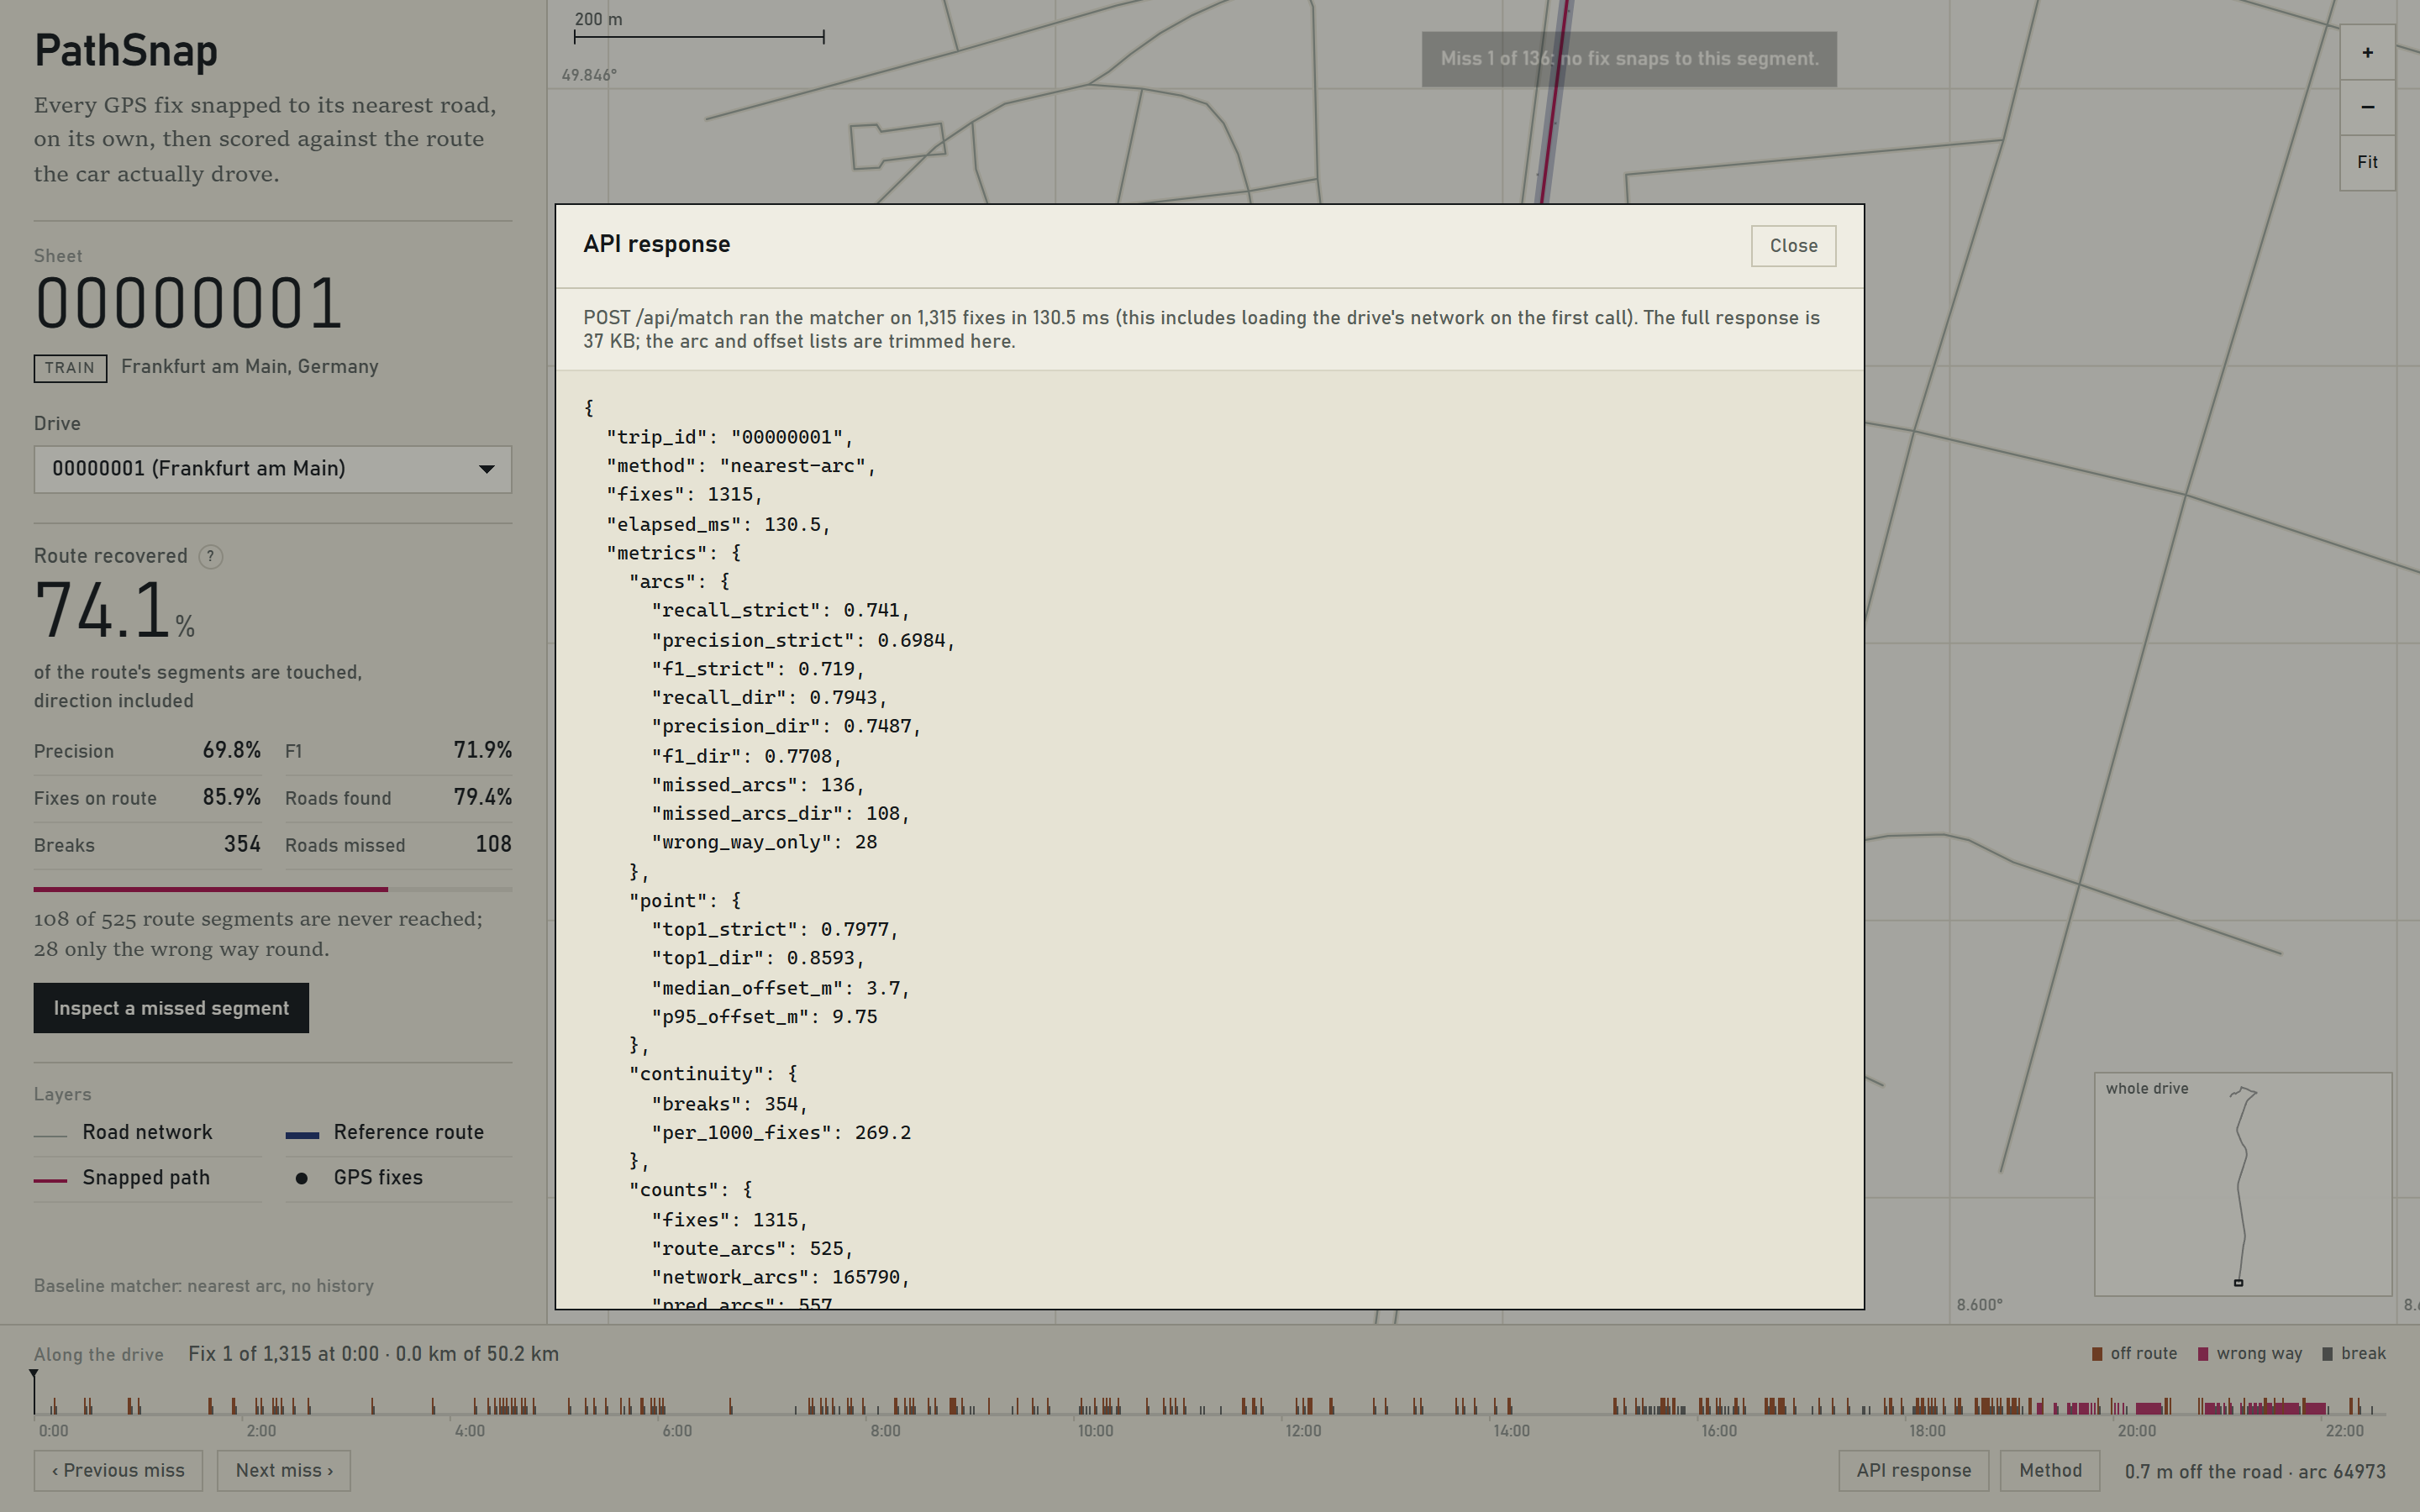 PathSnap
Every GPS fix snapped to its nearest road,
on its own, then scored against the route
the car actually drove.
Sheet
00000001
TRAIN Frankfurt am Main, Germany
Drive
00000001 (Frankfurt am Main)
Route recovered ?
74.1%
of the route's segments are touched,
direction included
Precision 69.8% F1 71.9%
Fixes on route 85.9% Roads found 79.4%
Breaks 354 Roads missed 108
108 of 525 route segments are never reached;
28 only the wrong way round.
Inspect a missed segment
Layers
Road network Reference route
Snapped path GPS fixes
Baseline matcher: nearest arc, no history
200 m
49.846°
Miss 1 of 136: no fix snaps to this segment.
+
−
Fit
API response
Close
POST /api/match ran the matcher on 1,315 fixes in 130.5 ms (this includes loading the drive's network on the first call). The full response is
37 KB; the arc and offset lists are trimmed here.
{
"trip_id": "00000001",
"method": "nearest-arc",
"fixes": 1315,
"elapsed_ms": 130.5,
"metrics": {
"arcs": {
"recall_strict": 0.741,
"precision_strict": 0.6984,
"f1_strict": 0.719,
"recall_dir": 0.7943,
"precision_dir": 0.7487,
"f1_dir": 0.7708,
"missed_arcs": 136,
"missed_arcs_dir": 108,
"wrong_way_only": 28
},
"point": {
"top1_strict": 0.7977,
"top1_dir": 0.8593,
"median_offset_m": 3.7,
"p95_offset_m": 9.75
},
"continuity": {
"breaks": 354,
"per_1000_fixes": 269.2
},
"counts": {
"fixes": 1315,
"route_arcs": 525,
"network_arcs": 165790,
"pred_arcs": 557
whole drive
8.600°
Along the drive Fix 1 of 1,315 at 0:00 · 0.0 km of 50.2 km
off route wrong way break
0:00 2:00 4:00 6:00 8:00 10:00 12:00 14:00 16:00 18:00 20:00 22:00
‹ Previous miss Next miss ›
API response Method 0.7 m off the road · arc 64973